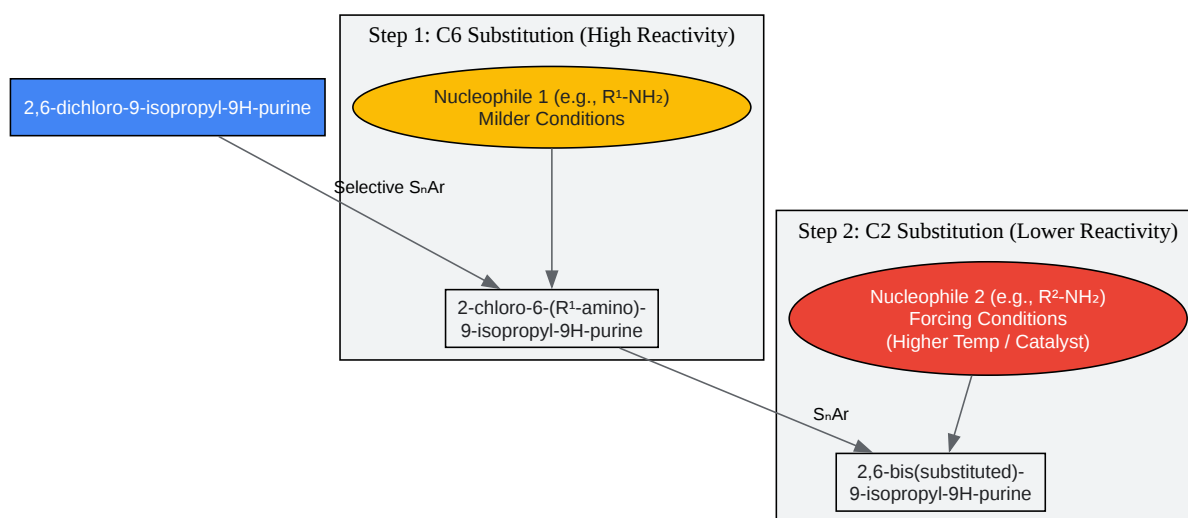 Step 1: C6 Substitution (High Reactivity)
2,6-dichloro-9-isopropyl-9H-purine
Nucleophile 1 (e.g., R¹-NH₂)
Milder Conditions
Selective SₙAr
2-chloro-6-(R¹-amino)-
9-isopropyl-9H-purine
Step 2: C2 Substitution (Lower Reactivity)
Nucleophile 2 (e.g., R²-NH₂)
Forcing Conditions
(Higher Temp / Catalyst)
SₙAr
2,6-bis(substituted)-
9-isopropyl-9H-purine